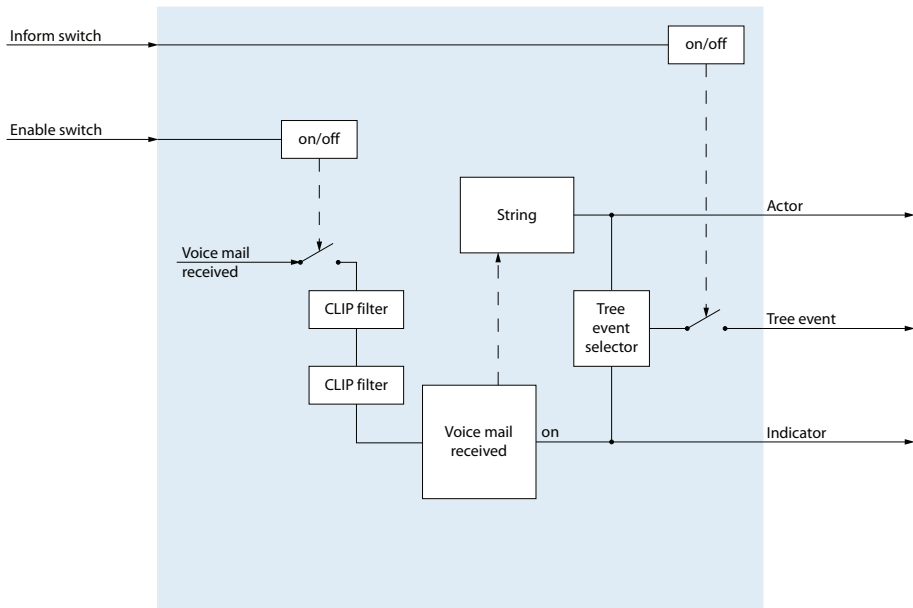 Inform switch
on/off
Enable switch
on/off
String
Actor
Voice mail
received
CLIP filter
Tree
event
selector
Tree event
CLIP filter
Voice mail
received
on
Indicator